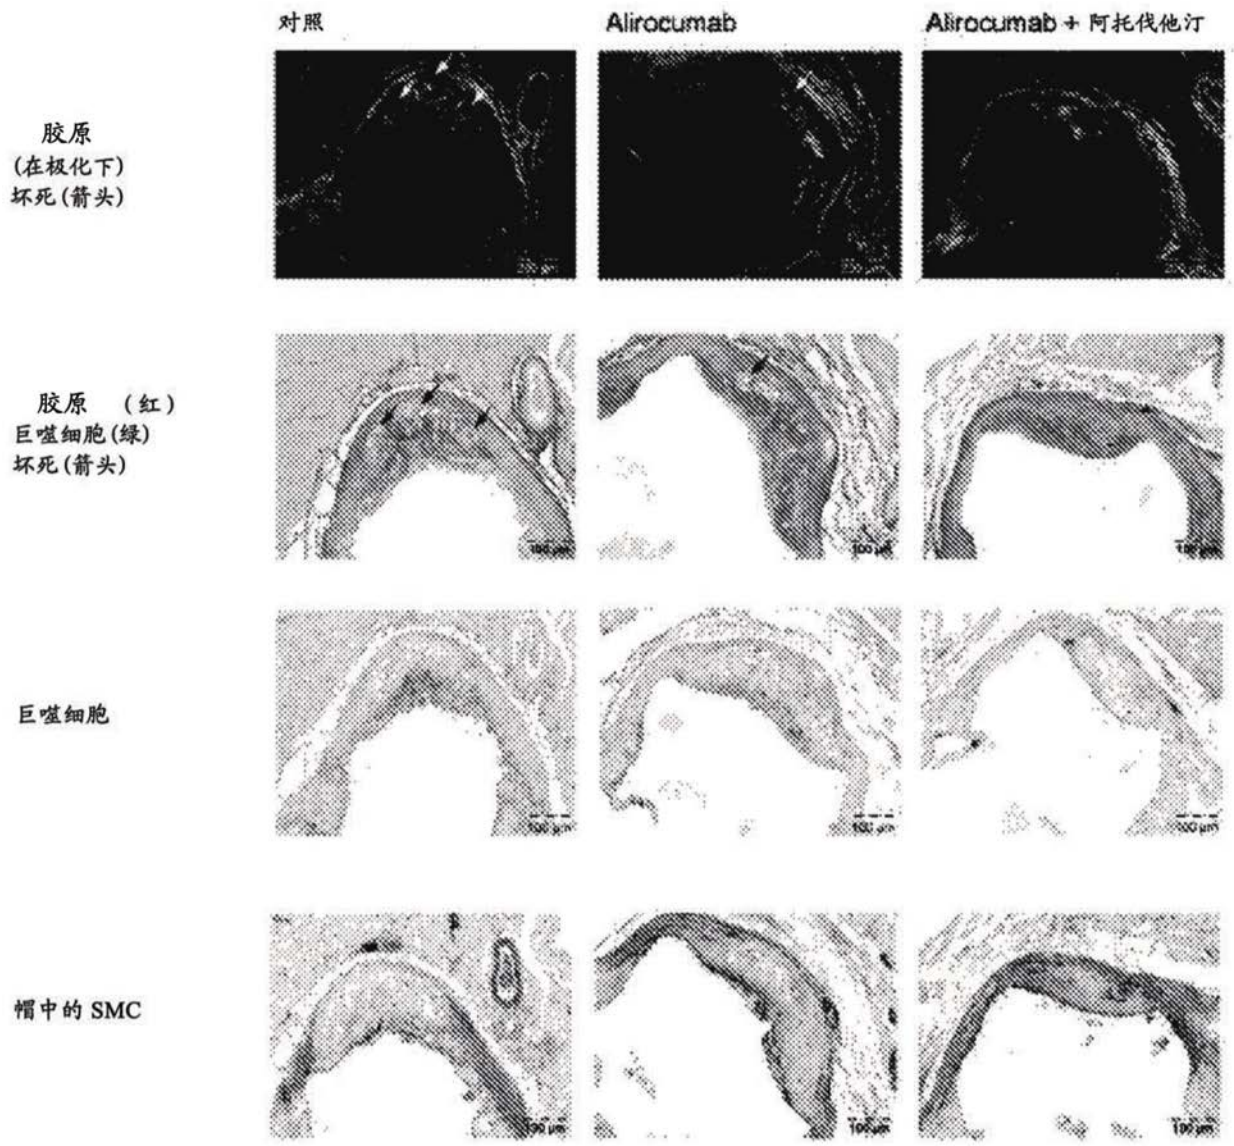 对照
Alirocumab
Alirocumab + 阿托伐他汀
胶原
(在极化下)
坏死(箭头)
胶原 (红)
巨噬细胞(绿)
坏死(箭头)
100 μm
100 μm
100 μm
巨噬细胞
100 μm
100 μm
100 μm
帽中的 SMC
100 μm
100 μm
100 μm